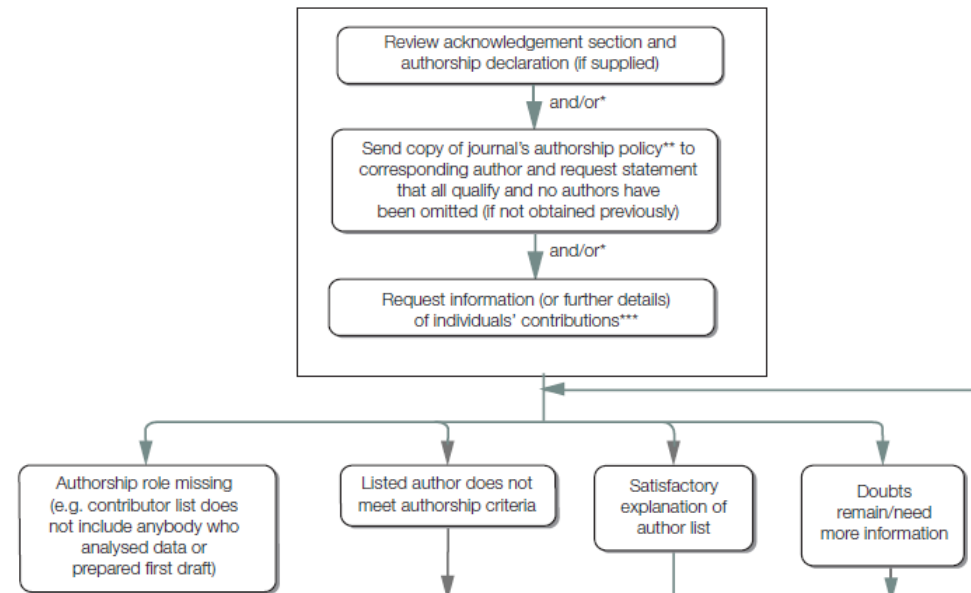 Review acknowledgement section and
authorship declaration (if supplied)
and/or*
Send copy of journal's authorship policy** to
corresponding author and request statement
that all qualify and no authors have
been omitted (if not obtained previously)
and/or*
Request information (or further details)
of individuals' contributions***
Authorship role missing
(e.g. contributor list does
not include anybody who
analysed data or
prepared first draft)
Listed author does not
meet authorship criteria
Satisfactory
explanation of
author list
Doubts
remain/need
more information